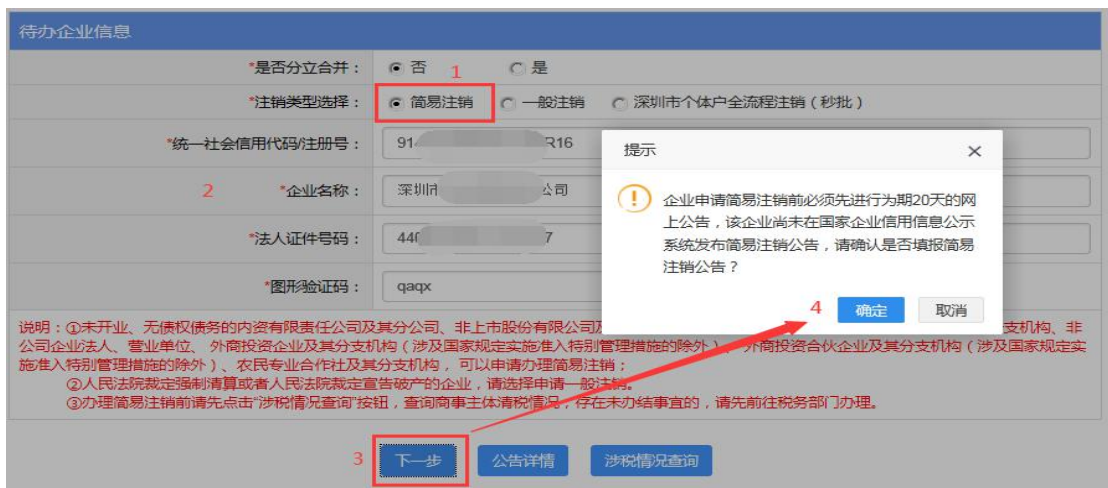 待办企业信息
*是否分立合并： 否 1 是
*注销类型选择： 简易注销 一般注销 深圳市个体户全流程注销（秒批）
*统一社会信用代码/注册号： 91 R16
2 *企业名称： 深圳市 公司
*法人证件号码： 440 7
*图形验证码： qaqx
提示
企业申请简易注销前必须先进行为期20天的网
上公告，该企业尚未在国家企业信用信息公示
系统发布简易注销公告，请确认是否填报简易
注销公告？
4 确定 取消
说明：①未开业、无债权债务的内资有限责任公司及其分公司、非上市股份有限公司及 支机构、非
公司企业法人、营业单位、外商投资企业及其分支机构（涉及国家规定实施准入特别管理措施的除外）、外商投资合伙企业及其分支机构（涉及国家规定实
施准入特别管理措施的除外）、农民专业合作社及其分支机构，可以申请办理简易注销；
②人民法院裁定强制清算或者人民法院裁定宣告破产的企业，请选择申请一般注销。
③办理简易注销前请先点击“涉税情况查询”按钮，查询商事主体清税情况，存在未办结事宜的，请先前往税务部门办理。
3 下一步 公告详情 涉税情况查询